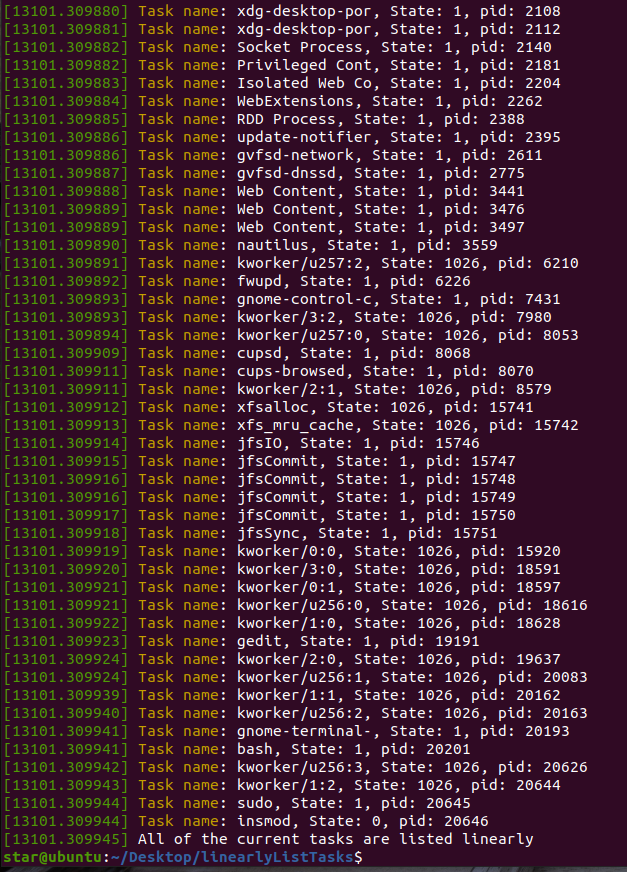 [13101.309880] Task name: xdg-desktop-por, State: 1, pid: 2108
[13101.309881] Task name: xdg-desktop-por, State: 1, pid: 2112
[13101.309882] Task name: Socket Process, State: 1, pid: 2140
[13101.309882] Task name: Privileged Cont, State: 1, pid: 2181
[13101.309883] Task name: Isolated Web Co, State: 1, pid: 2204
[13101.309884] Task name: WebExtensions, State: 1, pid: 2262
[13101.309885] Task name: RDD Process, State: 1, pid: 2388
[13101.309886] Task name: update-notifier, State: 1, pid: 2395
[13101.309886] Task name: gvfsd-network, State: 1, pid: 2611
[13101.309887] Task name: gvfsd-dnssd, State: 1, pid: 2775
[13101.309888] Task name: Web Content, State: 1, pid: 3441
[13101.309889] Task name: Web Content, State: 1, pid: 3476
[13101.309889] Task name: Web Content, State: 1, pid: 3497
[13101.309890] Task name: nautilus, State: 1, pid: 3559
[13101.309891] Task name: kworker/u257:2, State: 1026, pid: 6210
[13101.309892] Task name: fwupd, State: 1, pid: 6226
[13101.309893] Task name: gnome-control-c, State: 1, pid: 7431
[13101.309893] Task name: kworker/3:2, State: 1026, pid: 7980
[13101.309894] Task name: kworker/u257:0, State: 1026, pid: 8053
[13101.309909] Task name: cupsd, State: 1, pid: 8068
[13101.309911] Task name: cups-browsed, State: 1, pid: 8070
[13101.309911] Task name: kworker/2:1, State: 1026, pid: 8579
[13101.309912] Task name: xfsalloc, State: 1026, pid: 15741
[13101.309913] Task name: xfs_mru_cache, State: 1026, pid: 15742
[13101.309914] Task name: jfsIO, State: 1, pid: 15746
[13101.309915] Task name: jfsCommit, State: 1, pid: 15747
[13101.309916] Task name: jfsCommit, State: 1, pid: 15748
[13101.309916] Task name: jfsCommit, State: 1, pid: 15749
[13101.309917] Task name: jfsCommit, State: 1, pid: 15750
[13101.309918] Task name: jfsSync, State: 1, pid: 15751
[13101.309919] Task name: kworker/0:0, State: 1026, pid: 15920
[13101.309920] Task name: kworker/3:0, State: 1026, pid: 18591
[13101.309921] Task name: kworker/0:1, State: 1026, pid: 18597
[13101.309921] Task name: kworker/u256:0, State: 1026, pid: 18616
[13101.309922] Task name: kworker/1:0, State: 1026, pid: 18628
[13101.309923] Task name: gedit, State: 1, pid: 19191
[13101.309924] Task name: kworker/2:0, State: 1026, pid: 19637
[13101.309924] Task name: kworker/u256:1, State: 1026, pid: 20083
[13101.309939] Task name: kworker/1:1, State: 1026, pid: 20162
[13101.309940] Task name: kworker/u256:2, State: 1026, pid: 20163
[13101.309941] Task name: gnome-terminal-, State: 1, pid: 20193
[13101.309941] Task name: bash, State: 1, pid: 20201
[13101.309942] Task name: kworker/u256:3, State: 1026, pid: 20626
[13101.309943] Task name: kworker/1:2, State: 1026, pid: 20644
[13101.309944] Task name: sudo, State: 1, pid: 20645
[13101.309944] Task name: insmod, State: 0, pid: 20646
[13101.309945] All of the current tasks are listed linearly
star@ubuntu:~/Desktop/linearlyListTasks$